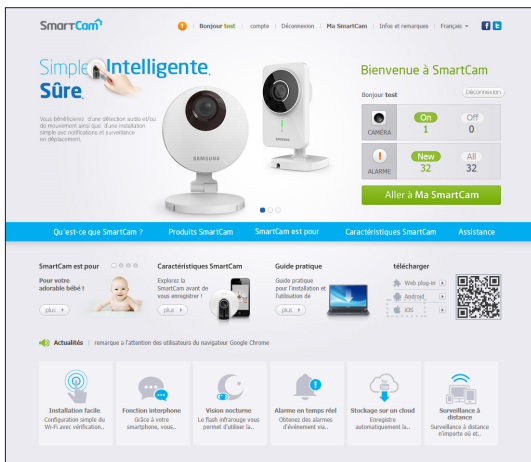 SmartCam
! Bonjour test compte Déconnexion Ma SmartCam Infos et remarques Français
Simple, Intelligente,
Sûre.
Vous bénéficierez d'une détection audio et/ou
de mouvement ainsi que d'une installation
simple avec notifications et surveillance
en déplacement.
SAMSUNG
SAMSUNG
Bienvenue à SmartCam
Bonjour test Déconnexion
CAMÉRA On 1 Off 0
ALARME New 32 All 32
Aller à Ma SmartCam
Qu'est-ce que SmartCam ? Produits SmartCam SmartCam est pour Caractéristiques SmartCam Assistance
SmartCam est pour
Pour votre
adorable bébé !
plus
Caractéristiques SmartCam
Explorez la
SmartCam avant de
vous enregistrer !
plus
Guide pratique
Guide pratique
pour l'installation et
l'utilisation de
plus
télécharger
Web plug-in
Android
iOS
Actualités remarque a l'attention des utilisateurs du navigateur Google Chrome
Installation facile
Configuration simple du
Wi-Fi avec vérification...
Fonction interphone
Grâce à votre
smartphone, vous...
Vision nocturne
Le flash infrarouge vous
permet d'utiliser la...
Alarme en temps réel
Obtenez des alarmes
d'événement via...
Stockage sur un cloud
Enregistre
automatiquement la...
Surveillance à
distance
Surveillance à distance
n'importe où et...